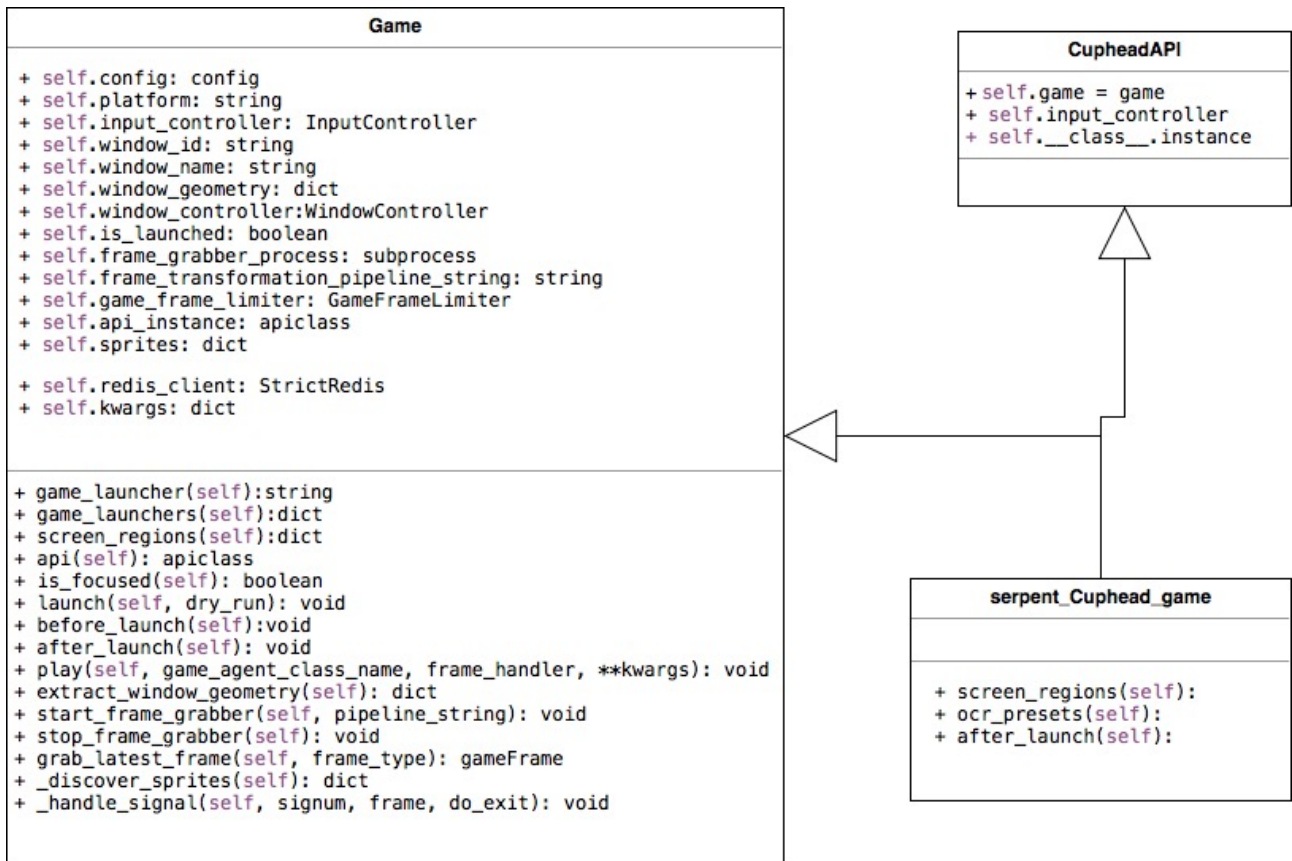 Game
+ self.config: config
+ self.platform: string
+ self.input_controller: InputController
+ self.window_id: string
+ self.window_name: string
+ self.window_geometry: dict
+ self.window_controller:WindowController
+ self.is_launched: boolean
+ self.frame_grabber_process: subprocess
+ self.frame_transformation_pipeline_string: string
+ self.game_frame_limiter: GameFrameLimiter
+ self.api_instance: apiclass
+ self.sprites: dict
+ self.redis_client: StrictRedis
+ self.kwargs: dict
+ game_launcher(self):string
+ game_launchers(self):dict
+ screen_regions(self):dict
+ api(self): apiclass
+ is_focused(self): boolean
+ launch(self, dry_run): void
+ before_launch(self):void
+ after_launch(self): void
+ play(self, game_agent_class_name, frame_handler, **kwargs): void
+ extract_window_geometry(self): dict
+ start_frame_grabber(self, pipeline_string): void
+ stop_frame_grabber(self): void
+ grab_latest_frame(self, frame_type): gameFrame
+ _discover_sprites(self): dict
+ _handle_signal(self, signum, frame, do_exit): void
CupheadAPI
+ self.game = game
+ self.input_controller
+ self.__class__.instance
serpent_Cuphead_game
+ screen_regions(self):
+ ocr_presets(self):
+ after_launch(self):